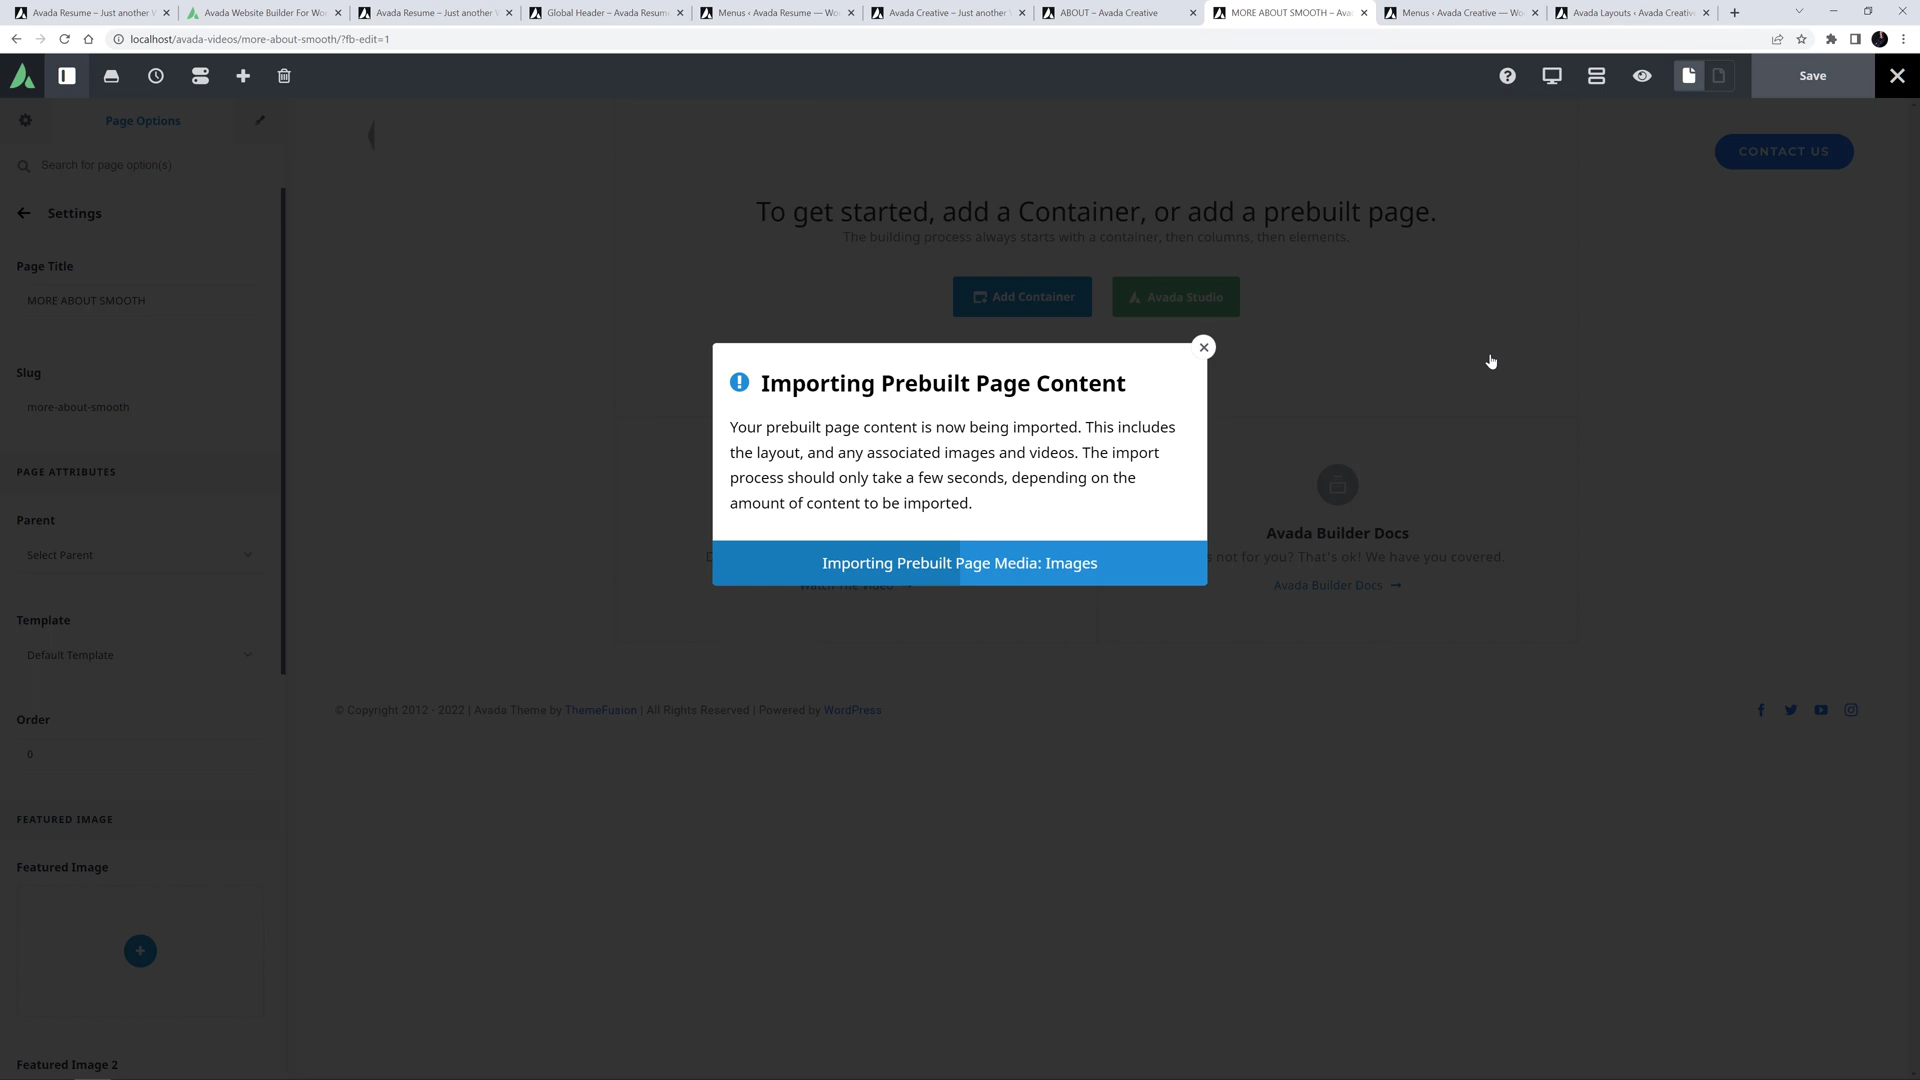 Avada Resume – Just another W
Avada Website Builder For Wor
Avada Resume – Just another W
Global Header – Avada Resume
Menus ‹ Avada Resume — Wor
Avada Creative – Just another W
ABOUT – Avada Creative
MORE ABOUT SMOOTH – Avad
Menus ‹ Avada Creative — Wo
Avada Layouts ‹ Avada Creative
localhost/avada-videos/more-about-smooth/?fb-edit=1
Save
Page Options
Search for page option(s)
CONTACT US
Settings
To get started, add a Container, or add a prebuilt page.
The building process always starts with a container, then columns, then elements.
Page Title
MORE ABOUT SMOOTH
Add Container
Avada Studio
Slug
more-about-smooth
Importing Prebuilt Page Content
Your prebuilt page content is now being imported. This includes
the layout, and any associated images and videos. The import
process should only take a few seconds, depending on the
amount of content to be imported.
Importing Prebuilt Page Media: Images
PAGE ATTRIBUTES
Parent
Select Parent
Avada Builder Docs
not for you? That's ok! We have you covered.
Watch The Video
Avada Builder Docs
Template
Default Template
© Copyright 2012 - 2022 | Avada Theme by ThemeFusion | All Rights Reserved | Powered by WordPress
Order
0
FEATURED IMAGE
Featured Image
Featured Image 2